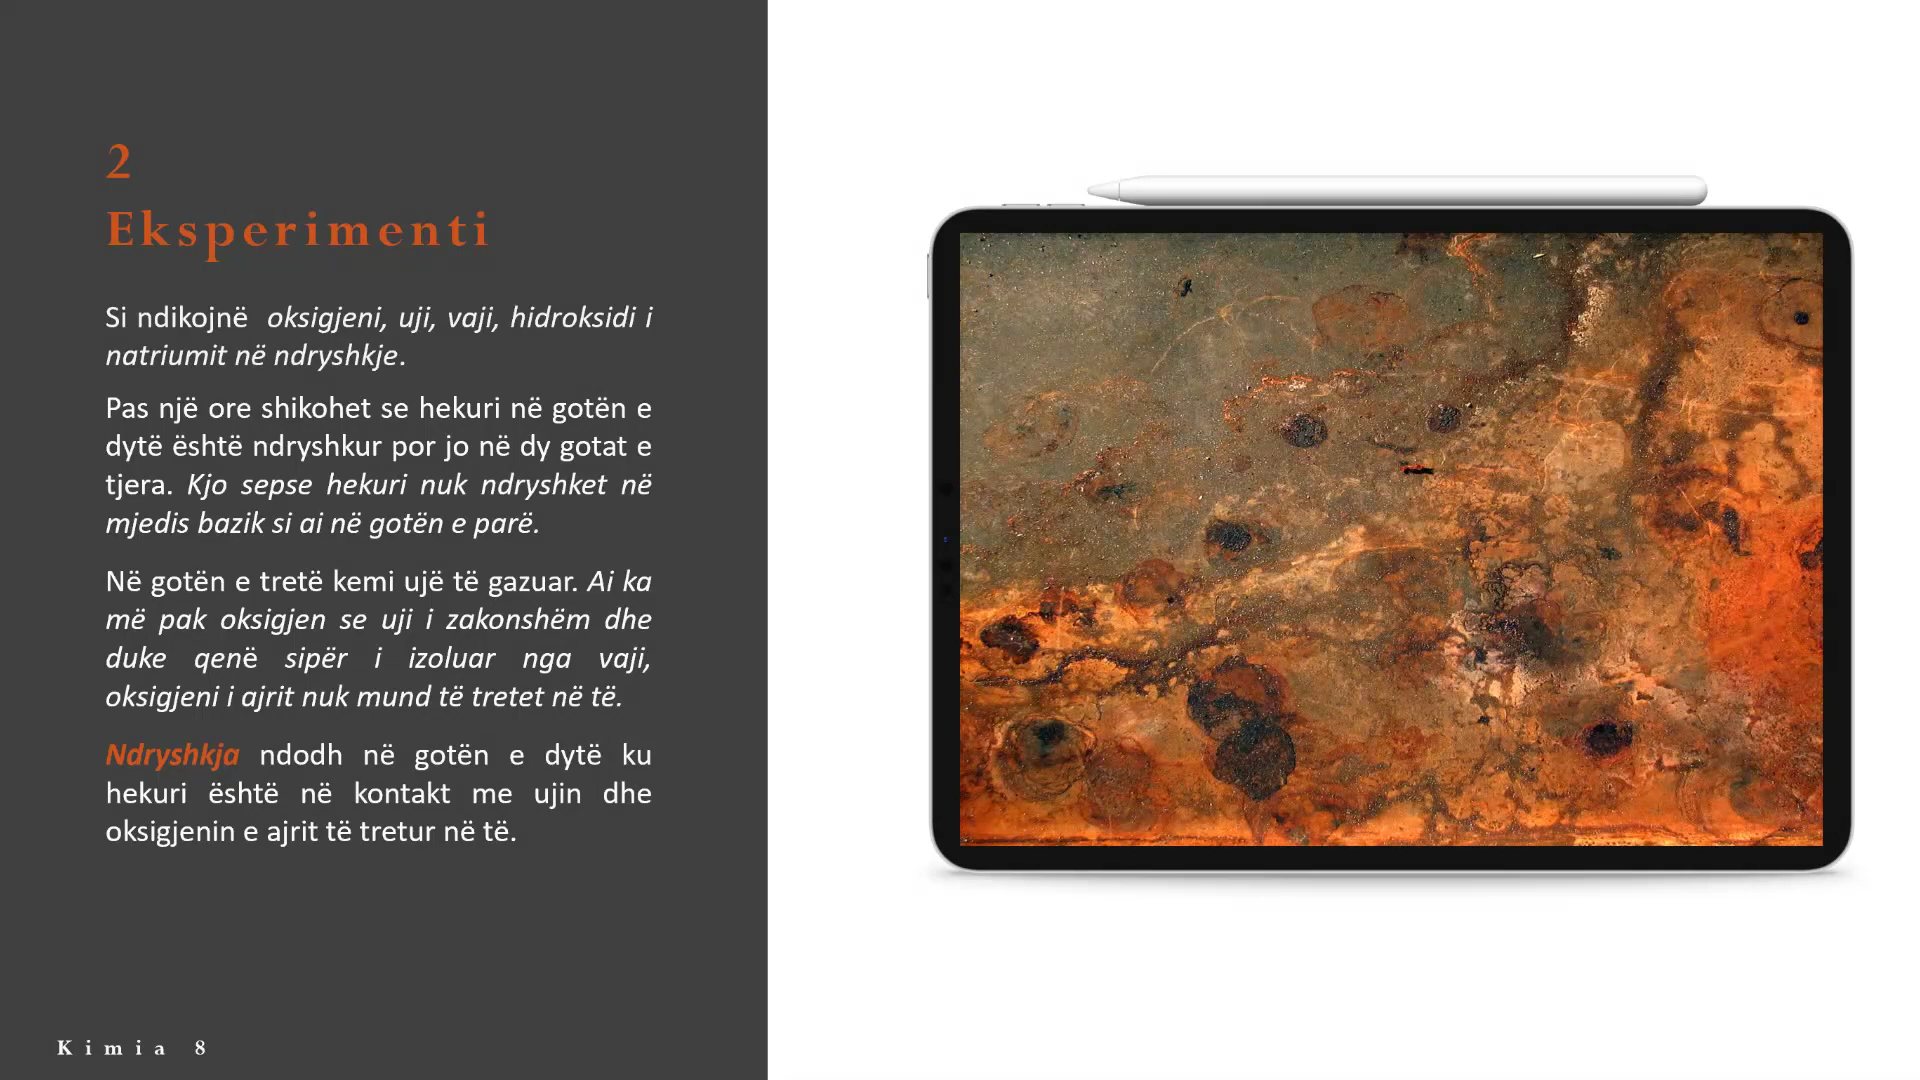 2
Eksperimenti
Si ndikojnë oksigjeni, uji, vaji, hidroksidi i
natriumit në ndryshkje.
Pas një ore shikohet se hekuri në gotën e
dytë është ndryshkur por jo në dy gotat e
tjera. Kjo sepse hekuri nuk ndryshket në
mjedis bazik si ai në gotën e parë.
Në gotën e tretë kemi ujë të gazuar. Ai ka
më pak oksigjen se uji i zakonshëm dhe
duke qenë sipër i izoluar nga vaji,
oksigjeni i ajrit nuk mund të tretet në të.
Ndryshkja ndodh në gotën e dytë ku
hekuri është në kontakt me ujin dhe
oksigjenin e ajrit të tretur në të.
Kimia 8